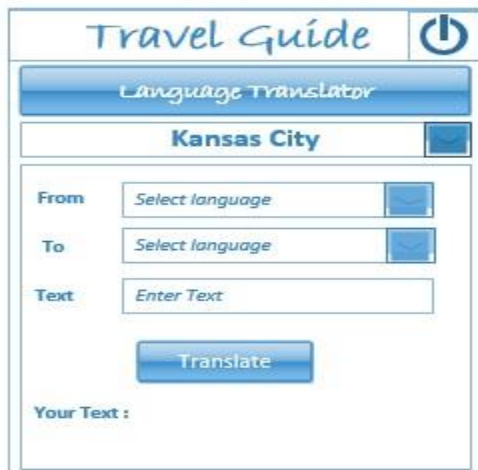 Travel Guide
Language Translator
Kansas City
From Select language
To Select language
Text Enter Text
Translate
Your Text :